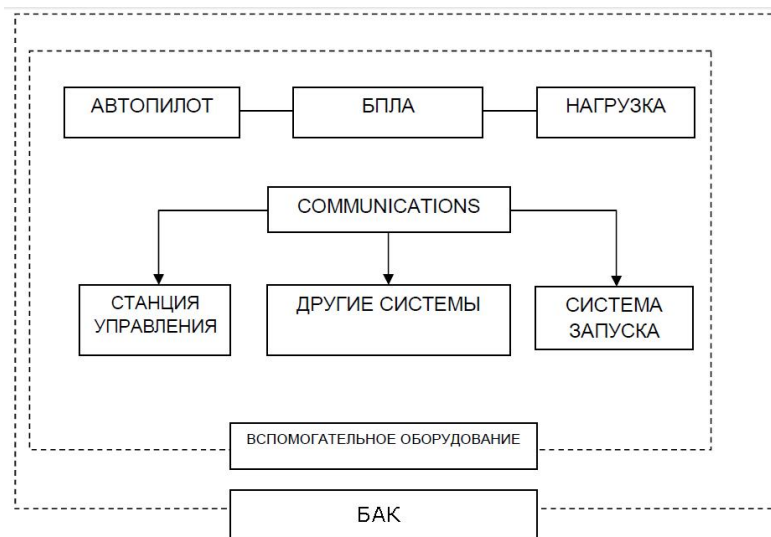 АВТОПИЛОТ
БПЛА
НАГРУЗКА
COMMUNICATIONS
СТАНЦИЯ
УПРАВЛЕНИЯ
ДРУГИЕ СИСТЕМЫ
СИСТЕМА
ЗАПУСКА
ВСПОМОГАТЕЛЬНОЕ ОБОРУДОВАНИЕ
БАК